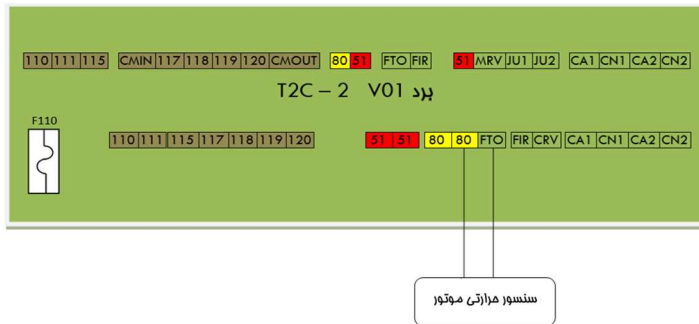 110 111 115 CMIN 117 118 119 120 CMOUT 80 51 FTO FIR 51 MRV JU1 JU2 CA1 CN1 CA2 CN2
برد T2C – 2 V01
F110
110 111 115 117 118 119 120 51 51 80 80 FTO FIR CRV CA1 CN1 CA2 CN2
سنسور حرارتی موتور